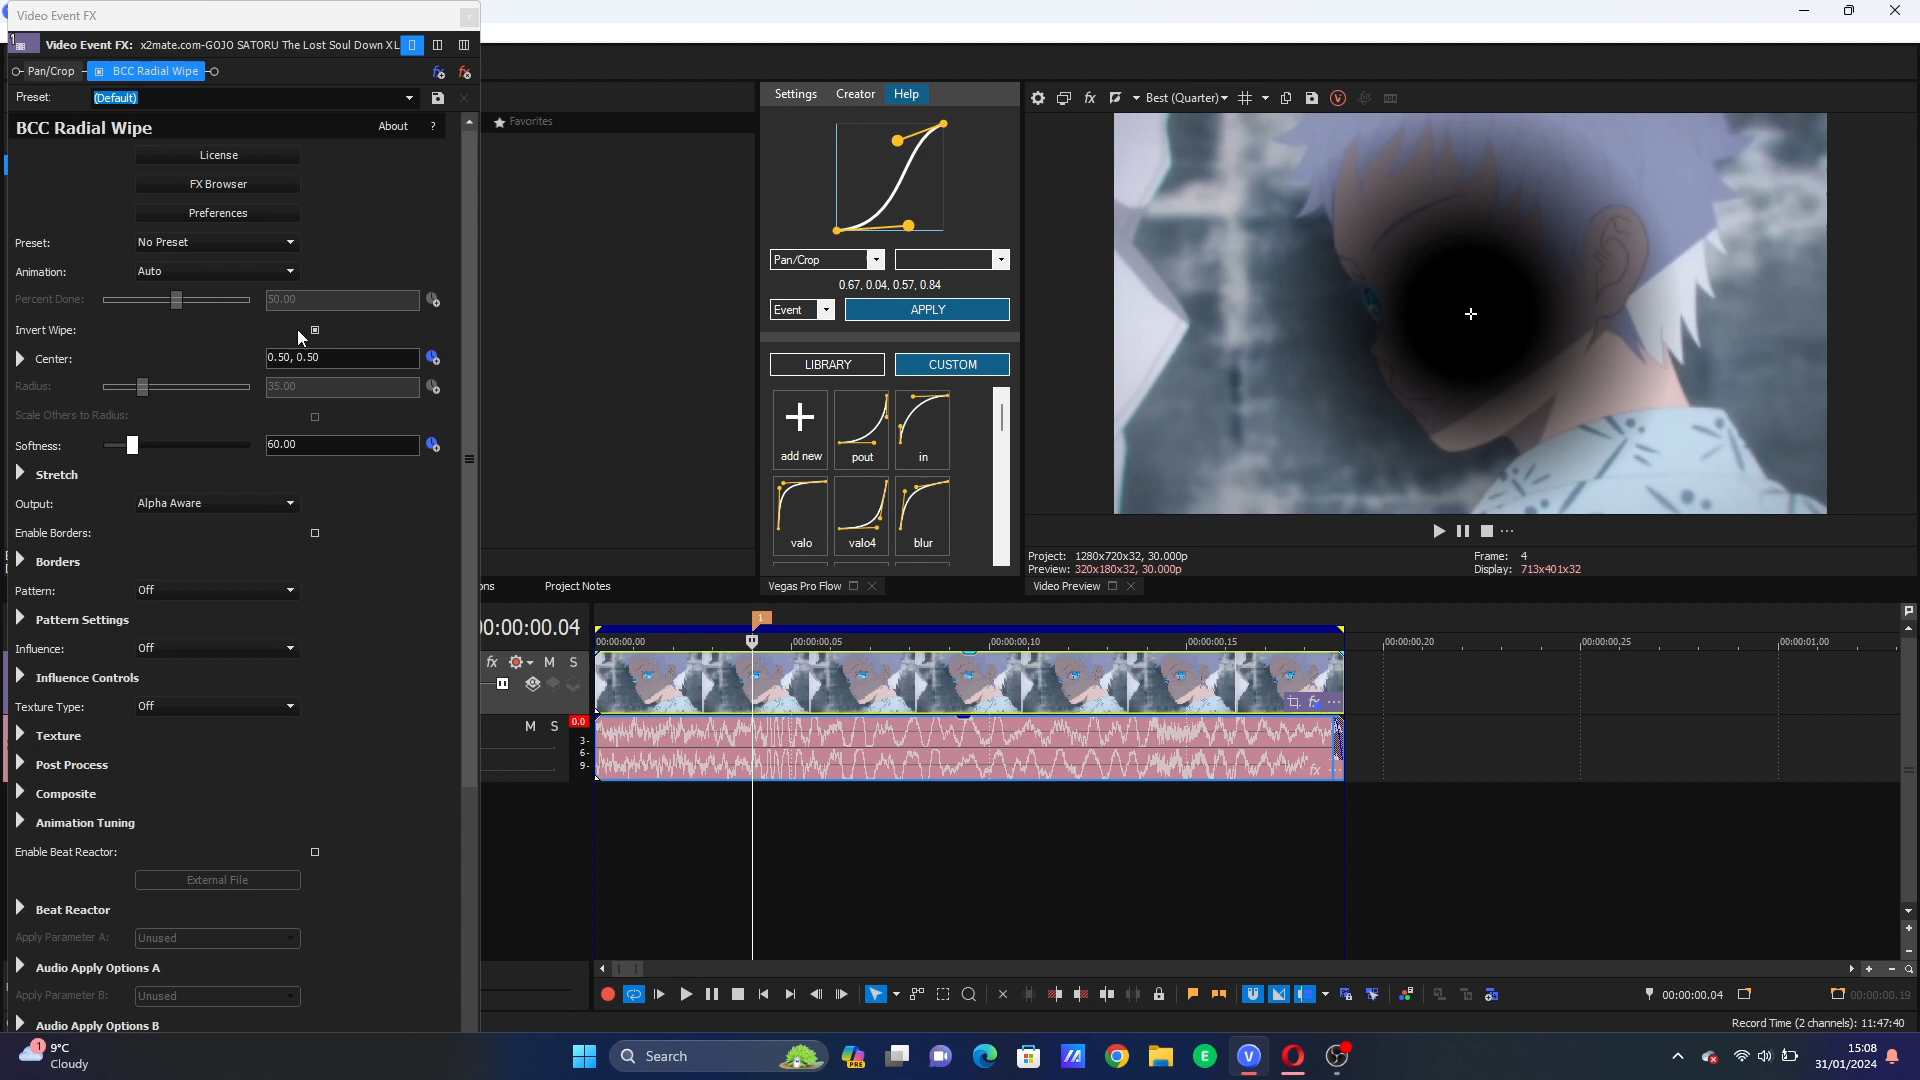 Video Event FX
Video Event FX: x2mate.com-GOJO SATORU The Lost Soul Down XL
Pan/Crop BCC Radial Wipe
Preset: (Default)
BCC Radial Wipe About ?
License
FX Browser
Preferences
Preset: No Preset
Animation: Auto
Percent Done: 50.00
Invert Wipe:
Center: 0.50, 0.50
Radius: 35.00
Scale Others to Radius:
Softness: 60.00
Stretch
Output: Alpha Aware
Enable Borders:
Borders
Pattern: Off
Pattern Settings
Influence: Off
Influence Controls
Texture Type: Off
Texture
Post Process
Composite
Animation Tuning
Enable Beat Reactor:
External File
Beat Reactor
Apply Parameter A: Unused
Audio Apply Options A
Apply Parameter B: Unused
Audio Apply Options B
Favorites
Project Notes
Settings Creator Help
Pan/Crop
0.67, 0.04, 0.57, 0.84
Event APPLY
LIBRARY CUSTOM
add new pout in
valo valo4 blur
Vegas Pro Flow
Best (Quarter)
Project: 1280x720x32, 30.000p
Preview: 320x180x32, 30.000p
Frame: 4
Display: 713x401x32
Video Preview
00:00:00.04
1
00:00:00.00 00:00:00.05 00:00:00.10 00:00:00.15 00:00:00.20 00:00:00.25 00:00:01.00
fx M S
M S 0.0
3-
6-
9-
00:00:00.04 00:00:00.19
Record Time (2 channels): 11:47:40
1
9°C
Cloudy
Search
PRE
15:08
31/01/2024